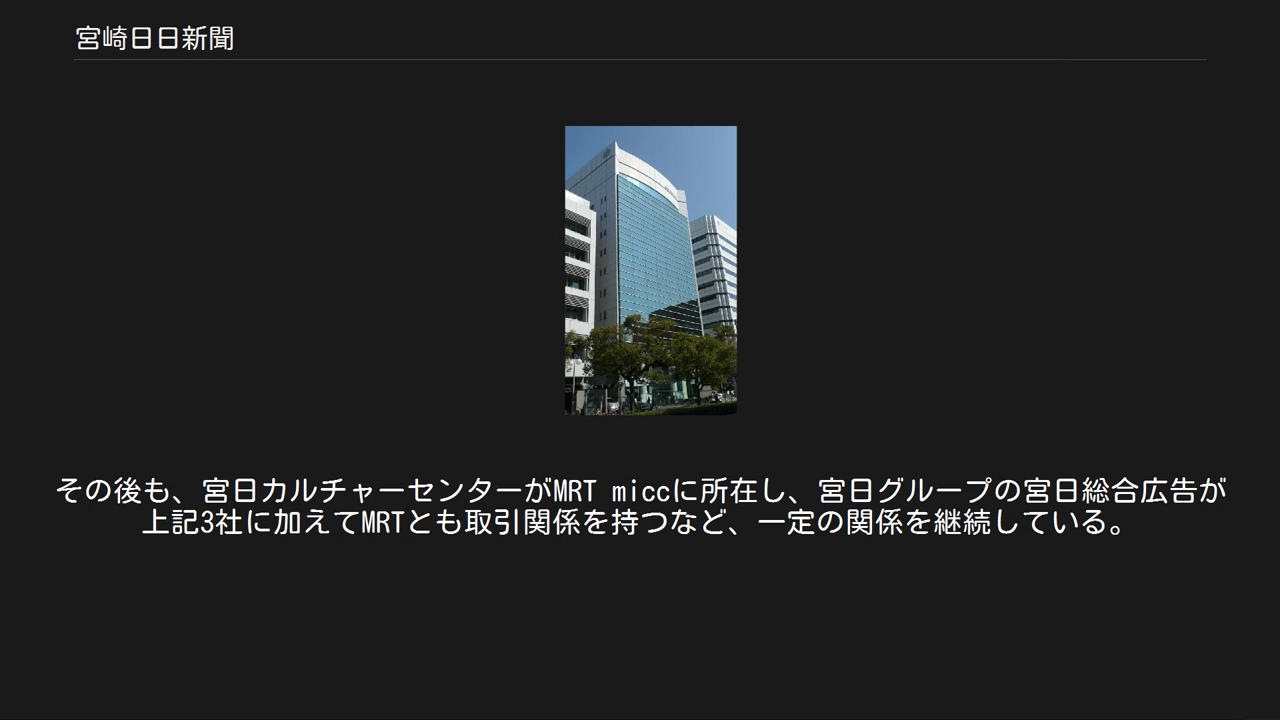 宮崎日日新聞
その後も、宮日カルチャーセンターがMRT miccに所在し、宮日グループの宮日総合広告が
上記3社に加えてMRTとも取引関係を持つなど、一定の関係を継続している。